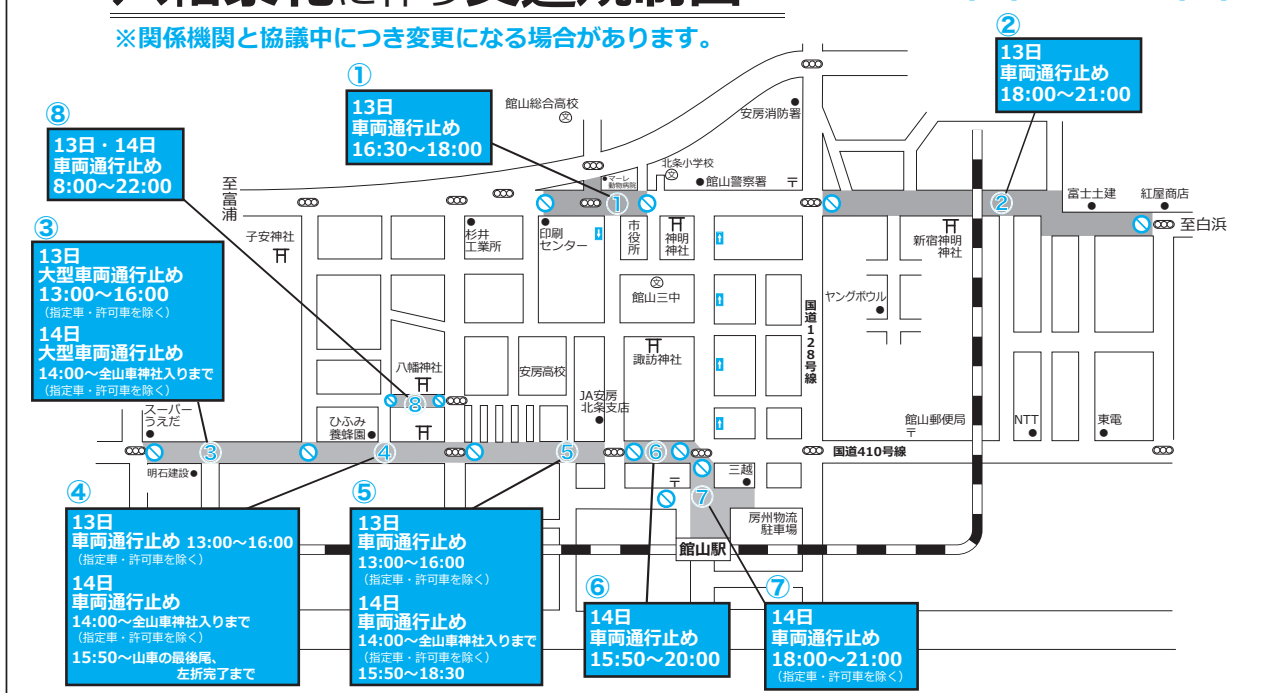 ※関係機関と協議中につき変更になる場合があります。
①
13日
車両通行止め
16:30～18:00
②
13日
車両通行止め
18:00～21:00
⑧
13日・14日
車両通行止め
8:00～22:00
③
13日
大型車両通行止め
13:00～16:00
（指定車・許可車を除く）
14日
大型車両通行止め
14:00～全山車神社入りまで
（指定車・許可車を除く）
館山総合高校
文
安房消防署
北条小学校
文
マーレ
動物病院
館山警察署
〒
至富浦
富士土建
紅屋商店
至白浜
①
②
子安神社
杉井
工業所
印刷
センター
市役所
神明
神社
新宿神明
神社
文
館山三中
国道128号線
ヤングボウル
諏訪神社
八幡神社
安房高校
JA安房
北条支店
⑧
スーパー
うえだ
ひふみ
養蜂園
館山郵便局
〒
NTT
東電
③
④
⑤
⑥
国道410号線
明石建設
三越
〒
⑦
房州物流
駐車場
館山駅
④
13日
車両通行止め 13:00～16:00
（指定車・許可車を除く）
14日
車両通行止め
14:00～全山車神社入りまで
（指定車・許可車を除く）
15:50～山車の最後尾、
左折完了まで
⑤
13日
車両通行止め
13:00～16:00
（指定車・許可車を除く）
14日
車両通行止め
14:00～全山車神社入りまで
（指定車・許可車を除く）
15:50～18:30
⑥
14日
車両通行止め
15:50～20:00
⑦
14日
車両通行止め
18:00～21:00
（指定車・許可車を除く）